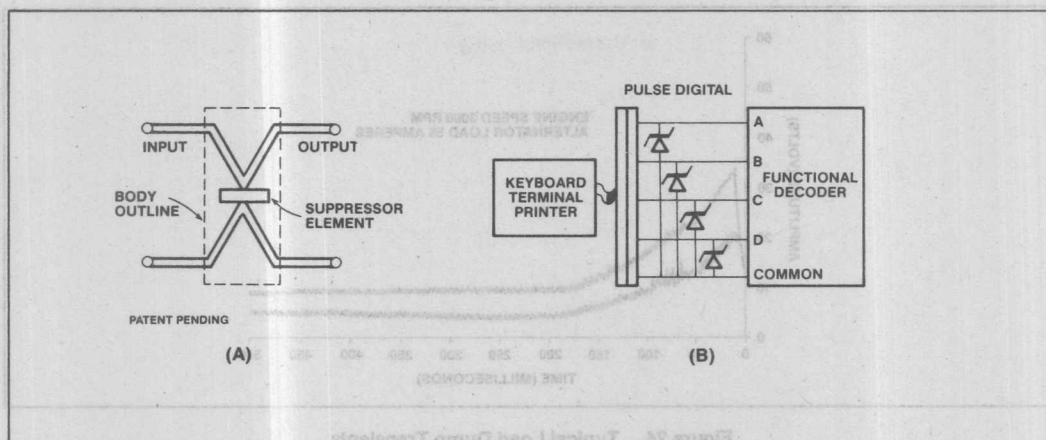 PULSE DIGITAL
INPUT
OUTPUT
BODY
OUTLINE
SUPPRESSOR
ELEMENT
PATENT PENDING
(A)
KEYBOARD
TERMINAL
PRINTER
A
B
C
D
COMMON
FUNCTIONAL
DECODER
(B)